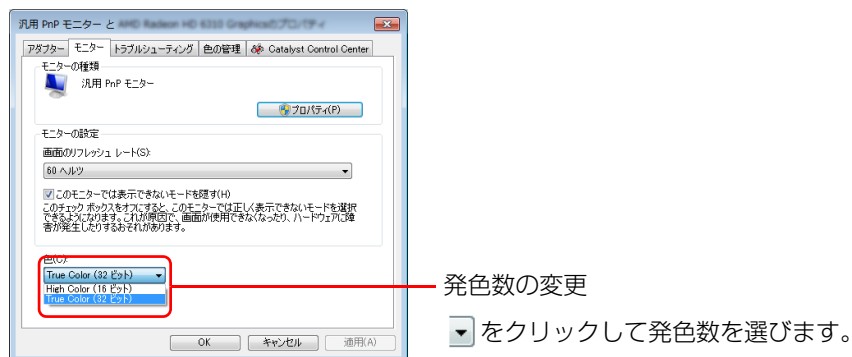 汎用 PnP モニター と AMD Radeon HD 6310 Graphicsのプロパティ
アダプター モニター トラブルシューティング 色の管理 Catalyst Control Center
モニターの種類
汎用 PnP モニター
プロパティ(P)
モニターの設定
画面のリフレッシュ レート(S):
60 ヘルツ
このモニターでは表示できないモードを隠す(H)
このチェック ボックスをオフにすると、このモニターでは正しく表示できないモードを選択
できるようになります。これが原因で、画面が使用できなくなったり、ハードウェアに障
害が発生したりするおそれがあります。
色(C):
True Color (32 ビット)
High Color (16 ビット)
True Color (32 ビット)
発色数の変更
をクリックして発色数を選びます。
OK キャンセル 適用(A)